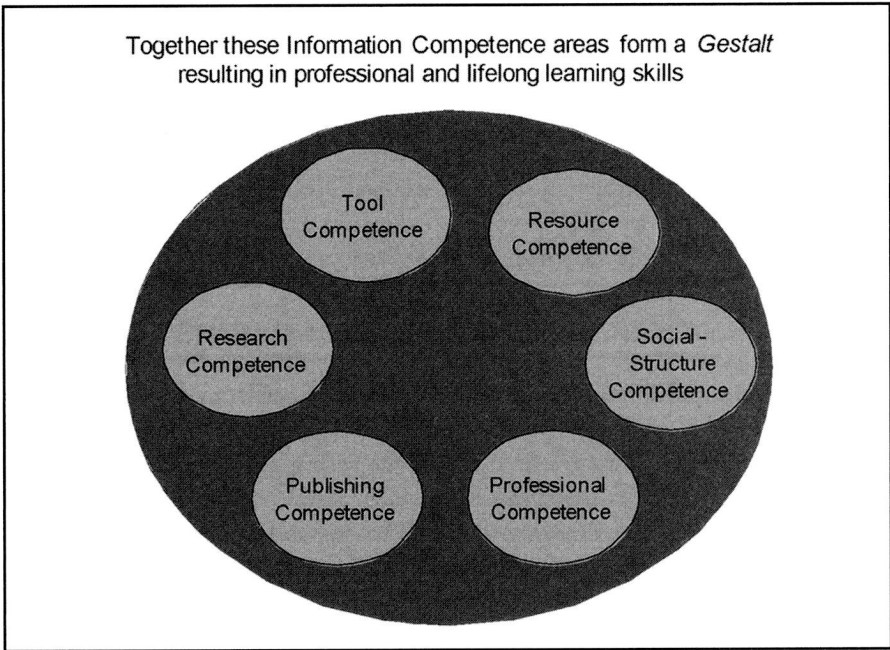 Together these Information Competence areas form a Gestalt
resulting in professional and lifelong learning skills
Tool
Competence
Resource
Competence
Research
Competence
Social -
Structure
Competence
Publishing
Competence
Professional
Competence